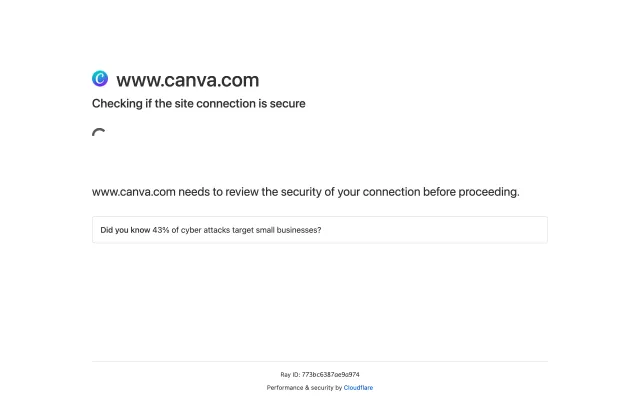 www.canva.com
Checking if the site connection is secure
www.canva.com needs to review the security of your connection before proceeding.
Did you know 43% of cyber attacks target small businesses?
Ray ID: 773bc6387ae9a974
Performance & security by Cloudflare